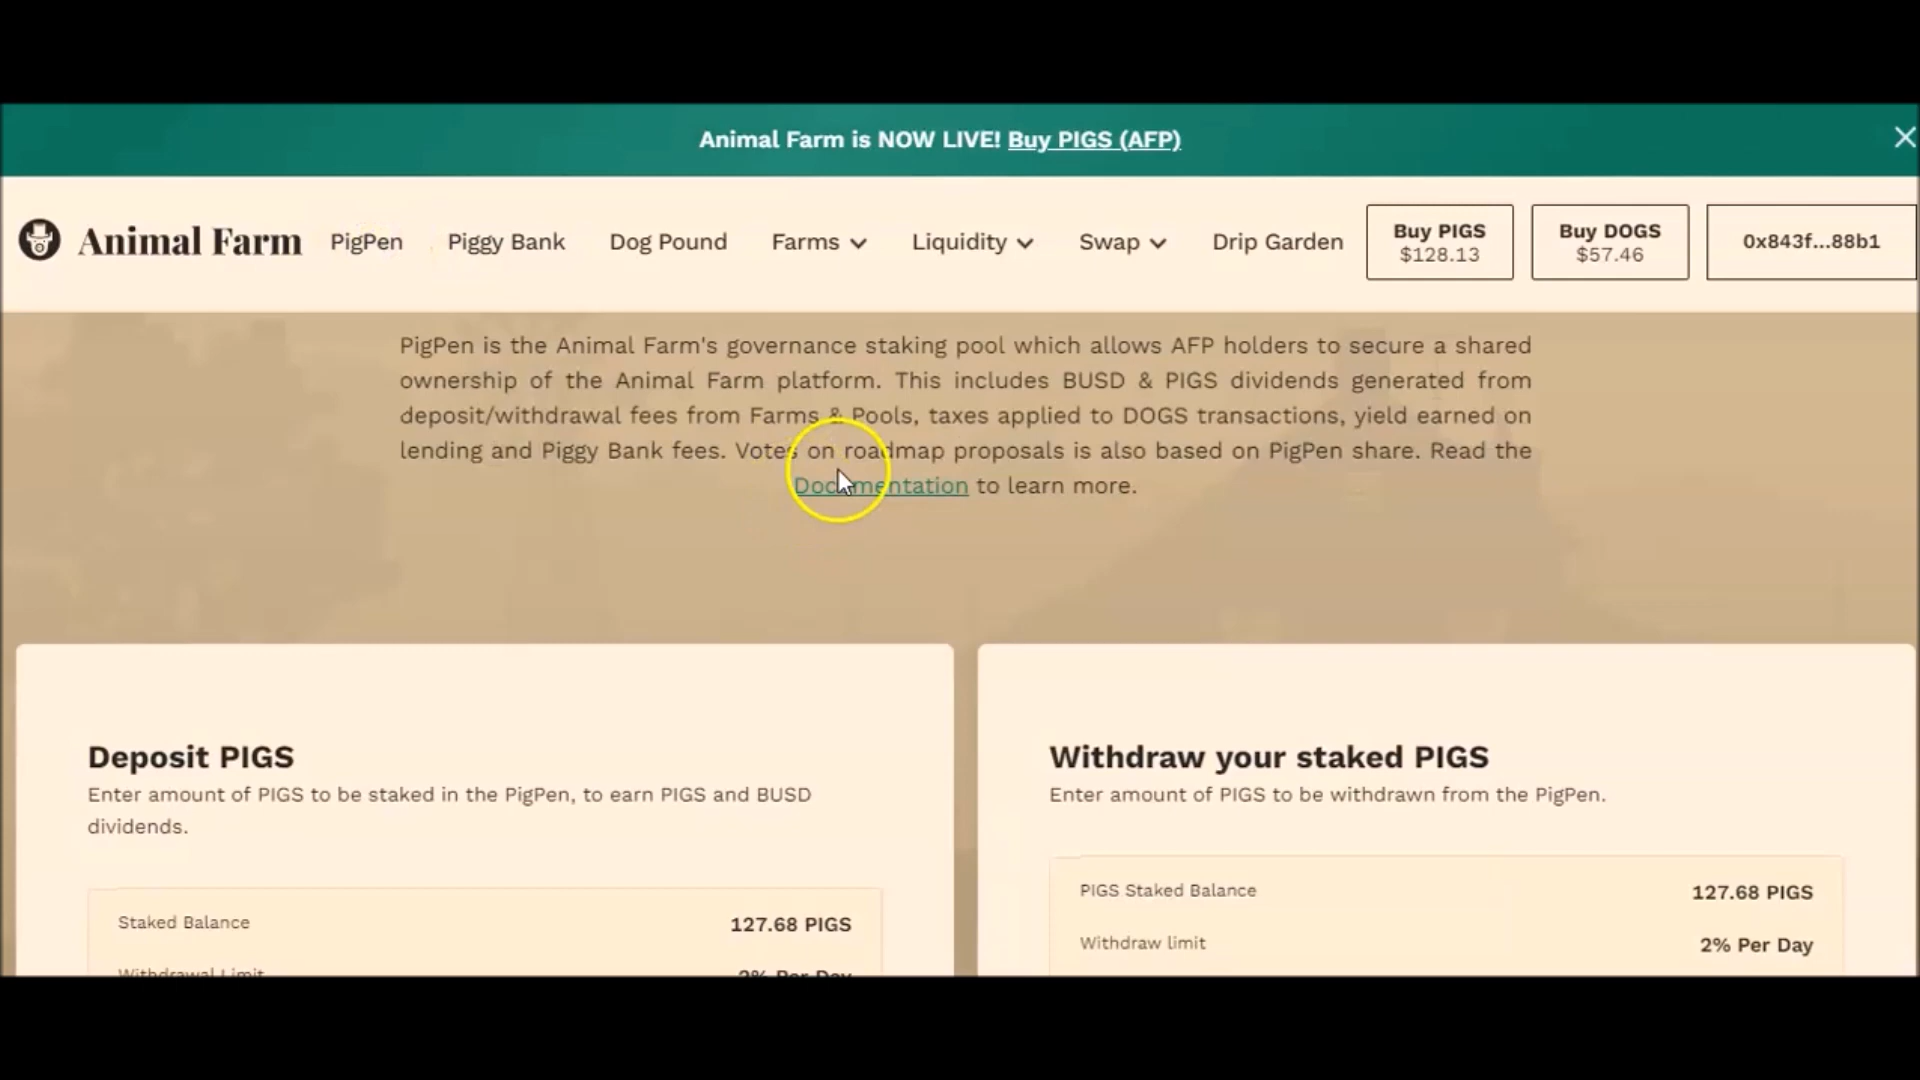 Animal Farm is NOW LIVE! Buy PIGS (AFP)
Animal Farm PigPen Piggy Bank Dog Pound Farms Liquidity Swap Drip Garden
Buy PIGS
$128.13
Buy DOGS
$57.46
0x843f...88b1
PigPen is the Animal Farm's governance staking pool which allows AFP holders to secure a shared
ownership of the Animal Farm platform. This includes BUSD & PIGS dividends generated from
deposit/withdrawal fees from Farms & Pools, taxes applied to DOGS transactions, yield earned on
lending and Piggy Bank fees. Votes on roadmap proposals is also based on PigPen share. Read the
Documentation to learn more.
Deposit PIGS
Enter amount of PIGS to be staked in the PigPen, to earn PIGS and BUSD
dividends.
Staked Balance 127.68 PIGS
Withdrawal Limit 2% Per Day
Withdraw your staked PIGS
Enter amount of PIGS to be withdrawn from the PigPen.
PIGS Staked Balance 127.68 PIGS
Withdraw limit 2% Per Day